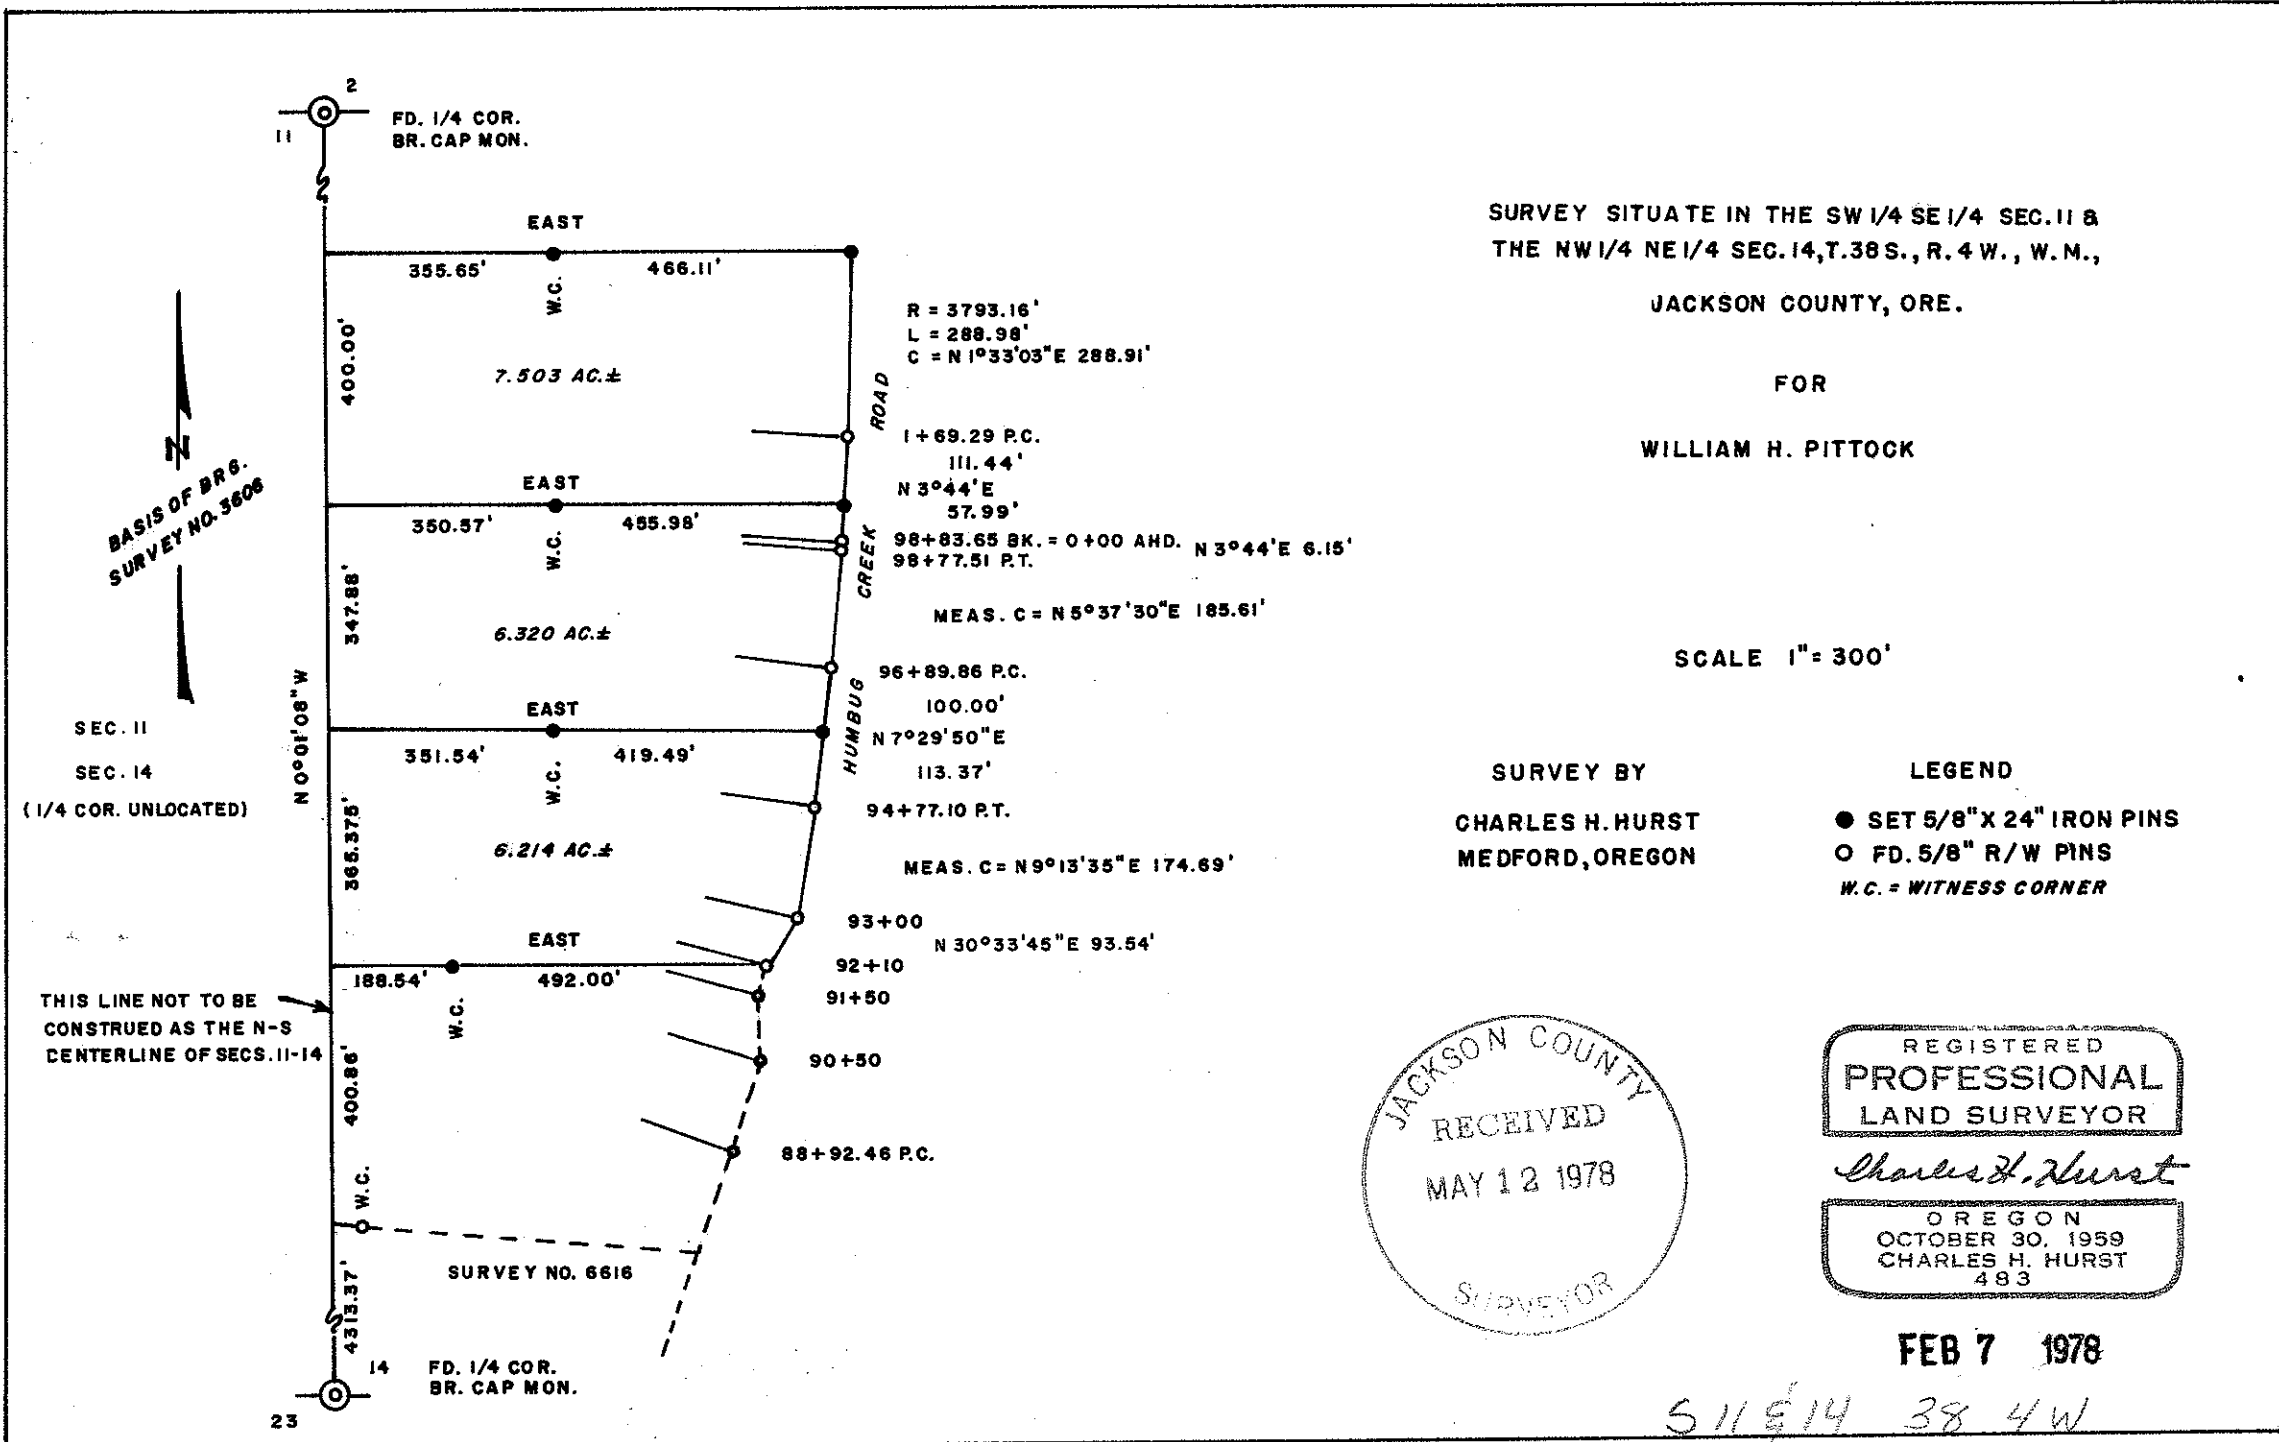 2
11
FD. 1/4 COR.
BR. CAP MON.
EAST
355.65'
W.C.
466.11'
400.00'
7.503 AC.±
R = 3793.16'
L = 288.98'
C = N 1°33'03"E 288.91'
ROAD
1+69.29 P.C.
111.44'
N 3°44'E
57.99'
EAST
350.57'
W.C.
455.98'
98+83.65 BK. = 0+00 AHD.
N 3°44'E 6.15'
98+77.51 P.T.
CREEK
N
BASIS OF BRG.
SURVEY NO. 3606
347.88'
6.320 AC.±
MEAS. C = N 5°37'30"E 185.61'
96+89.86 P.C.
100.00'
N 7°29'50"E
113.37'
HUMBUG
N 0°01'08"W
EAST
351.54'
W.C.
419.49'
SEC. 11
SEC. 14
(1/4 COR. UNLOCATED)
365.375'
6.214 AC.±
94+77.10 P.T.
MEAS. C = N 9°13'35"E 174.69'
93+00
N 30°33'45"E 93.54'
EAST
188.54'
W.C.
492.00'
92+10
91+50
90+50
88+92.46 P.C.
THIS LINE NOT TO BE
CONSTRUED AS THE N-S
CENTERLINE OF SECS. 11-14
400.86'
W.C.
SURVEY NO. 6616
4313.37'
14
FD. 1/4 COR.
BR. CAP MON.
23
SURVEY SITUATE IN THE SW 1/4 SE 1/4 SEC. 11 &
THE NW 1/4 NE 1/4 SEC. 14, T. 38 S., R. 4 W., W. M.,
JACKSON COUNTY, ORE.
FOR
WILLIAM H. PITTOCK
SCALE 1" = 300'
SURVEY BY
CHARLES H. HURST
MEDFORD, OREGON
LEGEND
SET 5/8" X 24" IRON PINS
FD. 5/8" R/W PINS
W.C. = WITNESS CORNER
JACKSON COUNTY
RECEIVED
MAY 12 1978
SURVEYOR
REGISTERED
PROFESSIONAL
LAND SURVEYOR
Charles H. Hurst
OREGON
OCTOBER 30, 1959
CHARLES H. HURST
483
FEB 7 1978
S 11 & 14 38 4W